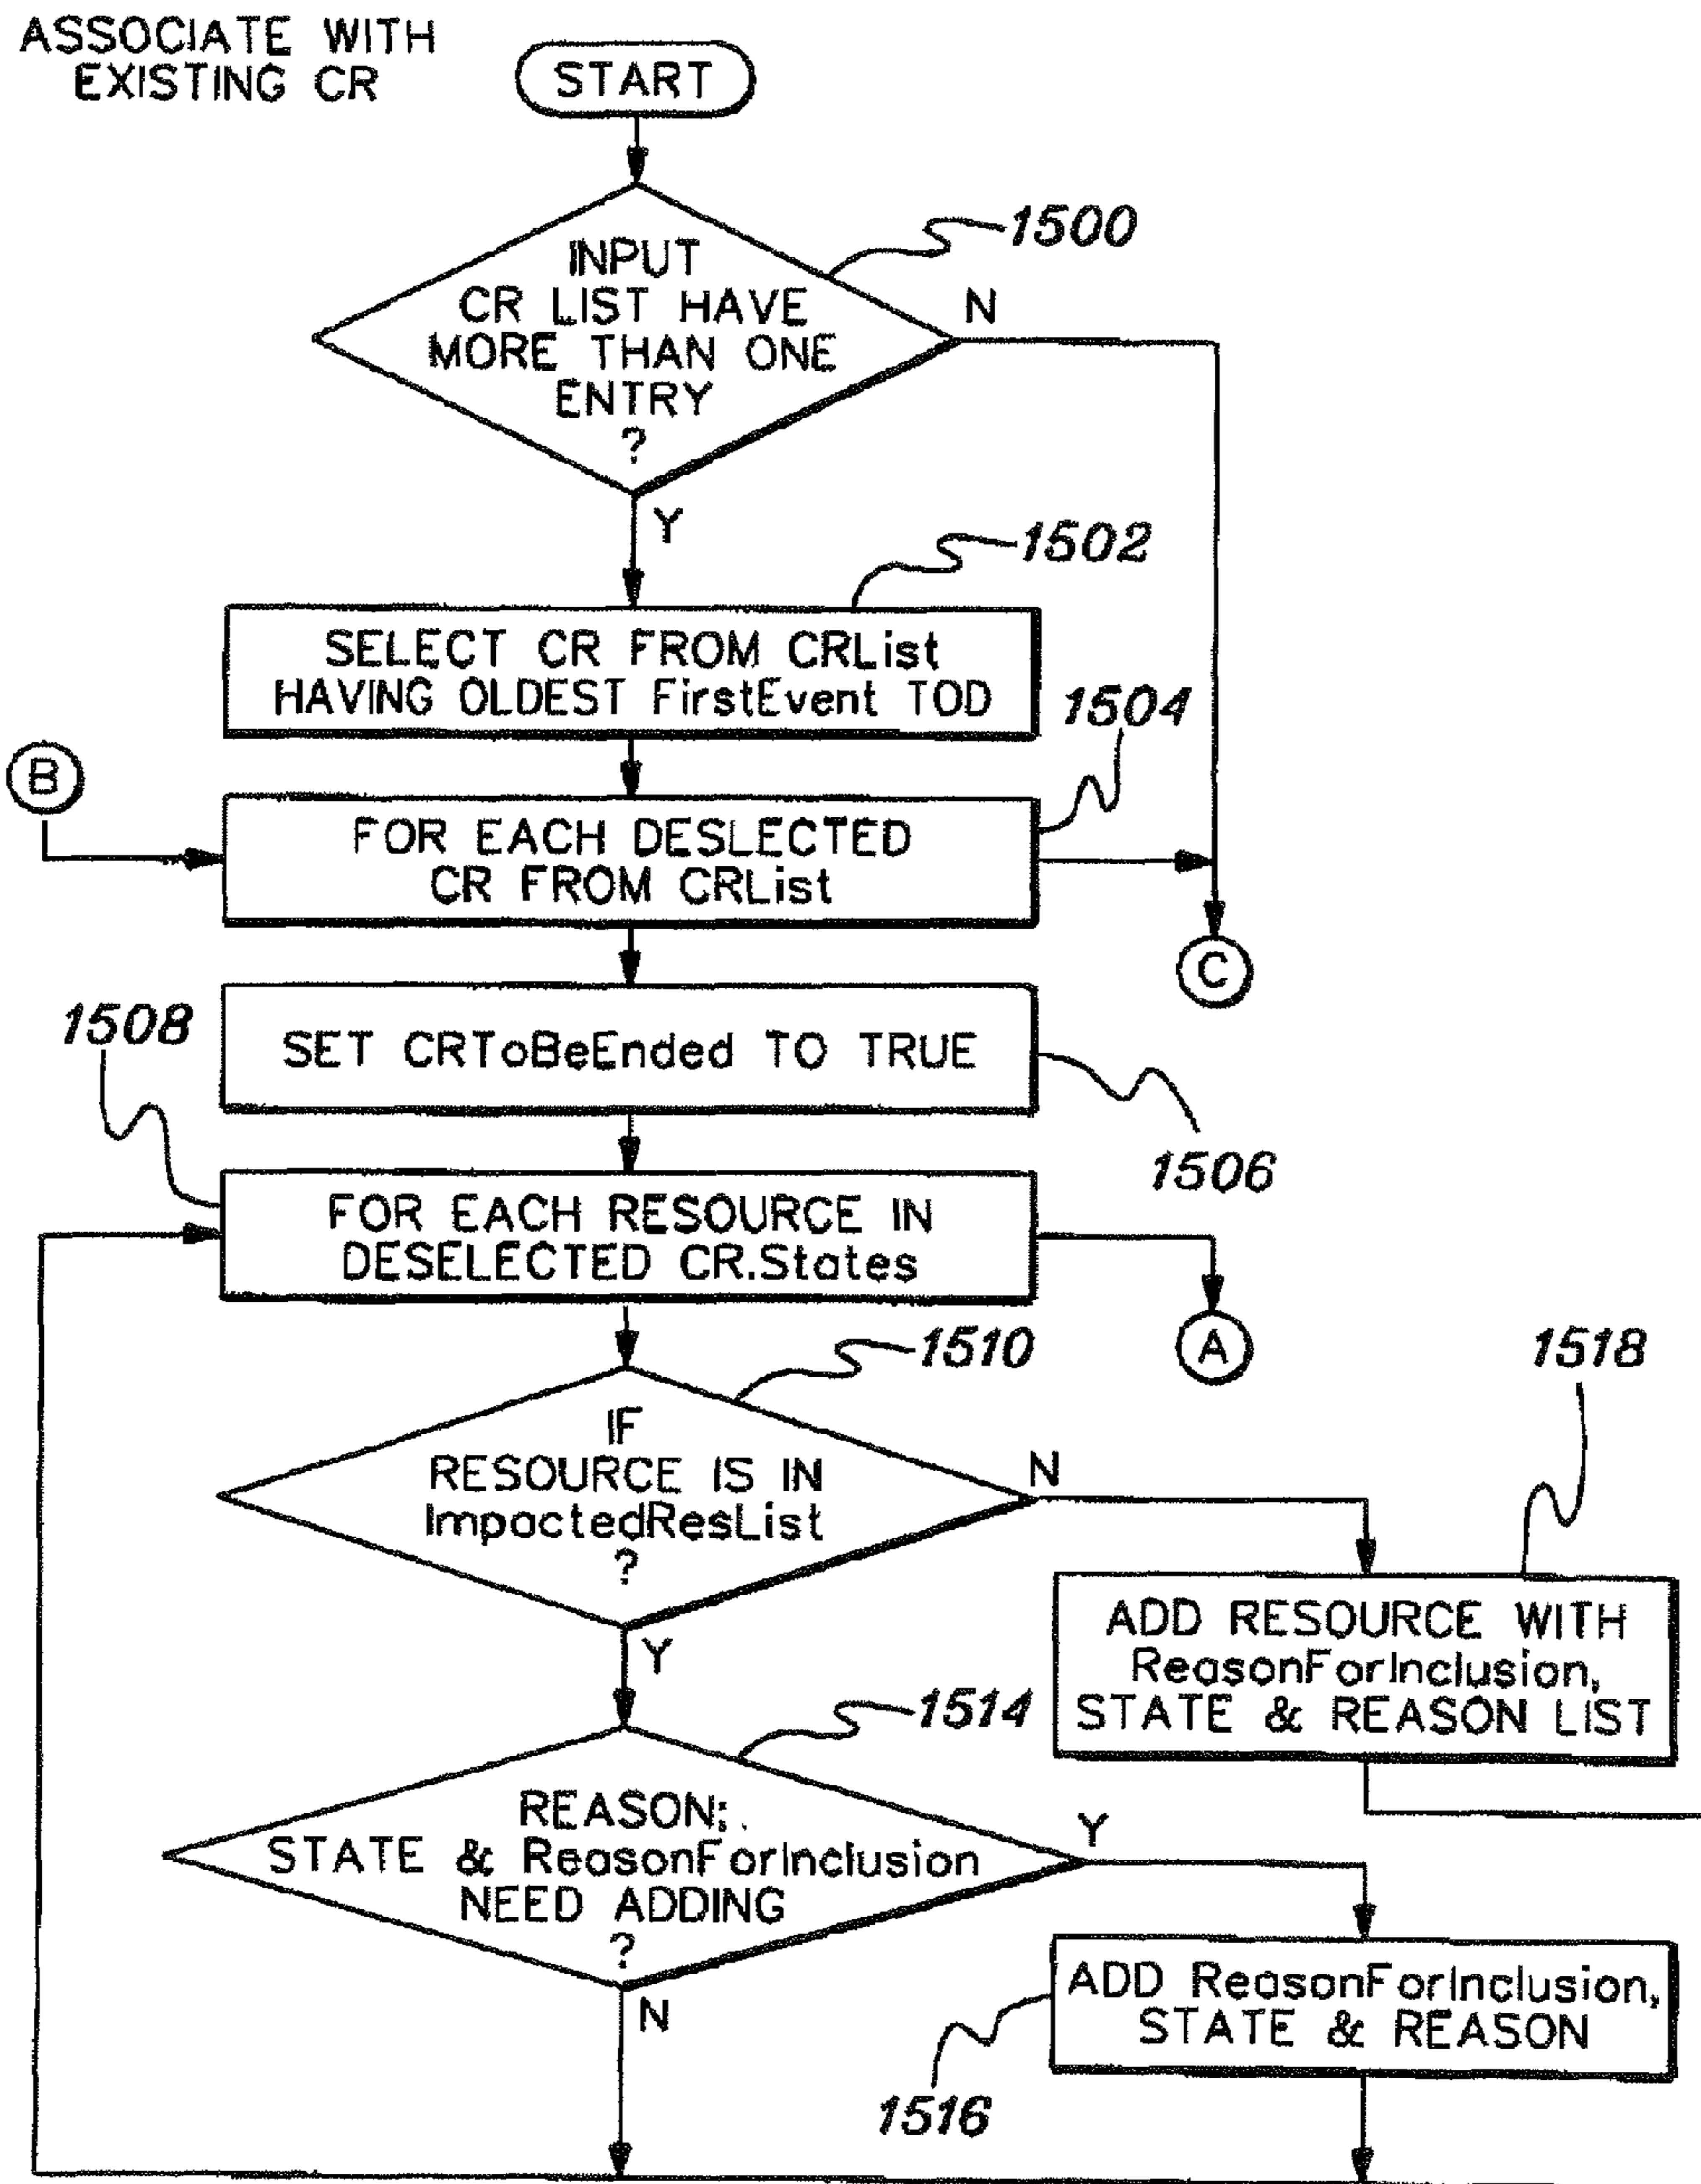 ASSOCIATE WITH
EXISTING CR
START
INPUT
CR LIST HAVE
MORE THAN ONE
ENTRY
?
1500
N
Y
1502
SELECT CR FROM CRList
HAVING OLDEST FirstEvent TOD
1504
B
FOR EACH DESLECTED
CR FROM CRList
C
1508
SET CRToBeEnded TO TRUE
1506
FOR EACH RESOURCE IN
DESELECTED CR.States
A
1510
IF
RESOURCE IS IN
ImpactedResList
?
N
Y
1518
ADD RESOURCE WITH
ReasonForInclusion,
STATE & REASON LIST
1514
REASON;
STATE & ReasonForInclusion
NEED ADDING
?
Y
N
ADD ReasonForInclusion,
STATE & REASON
1516